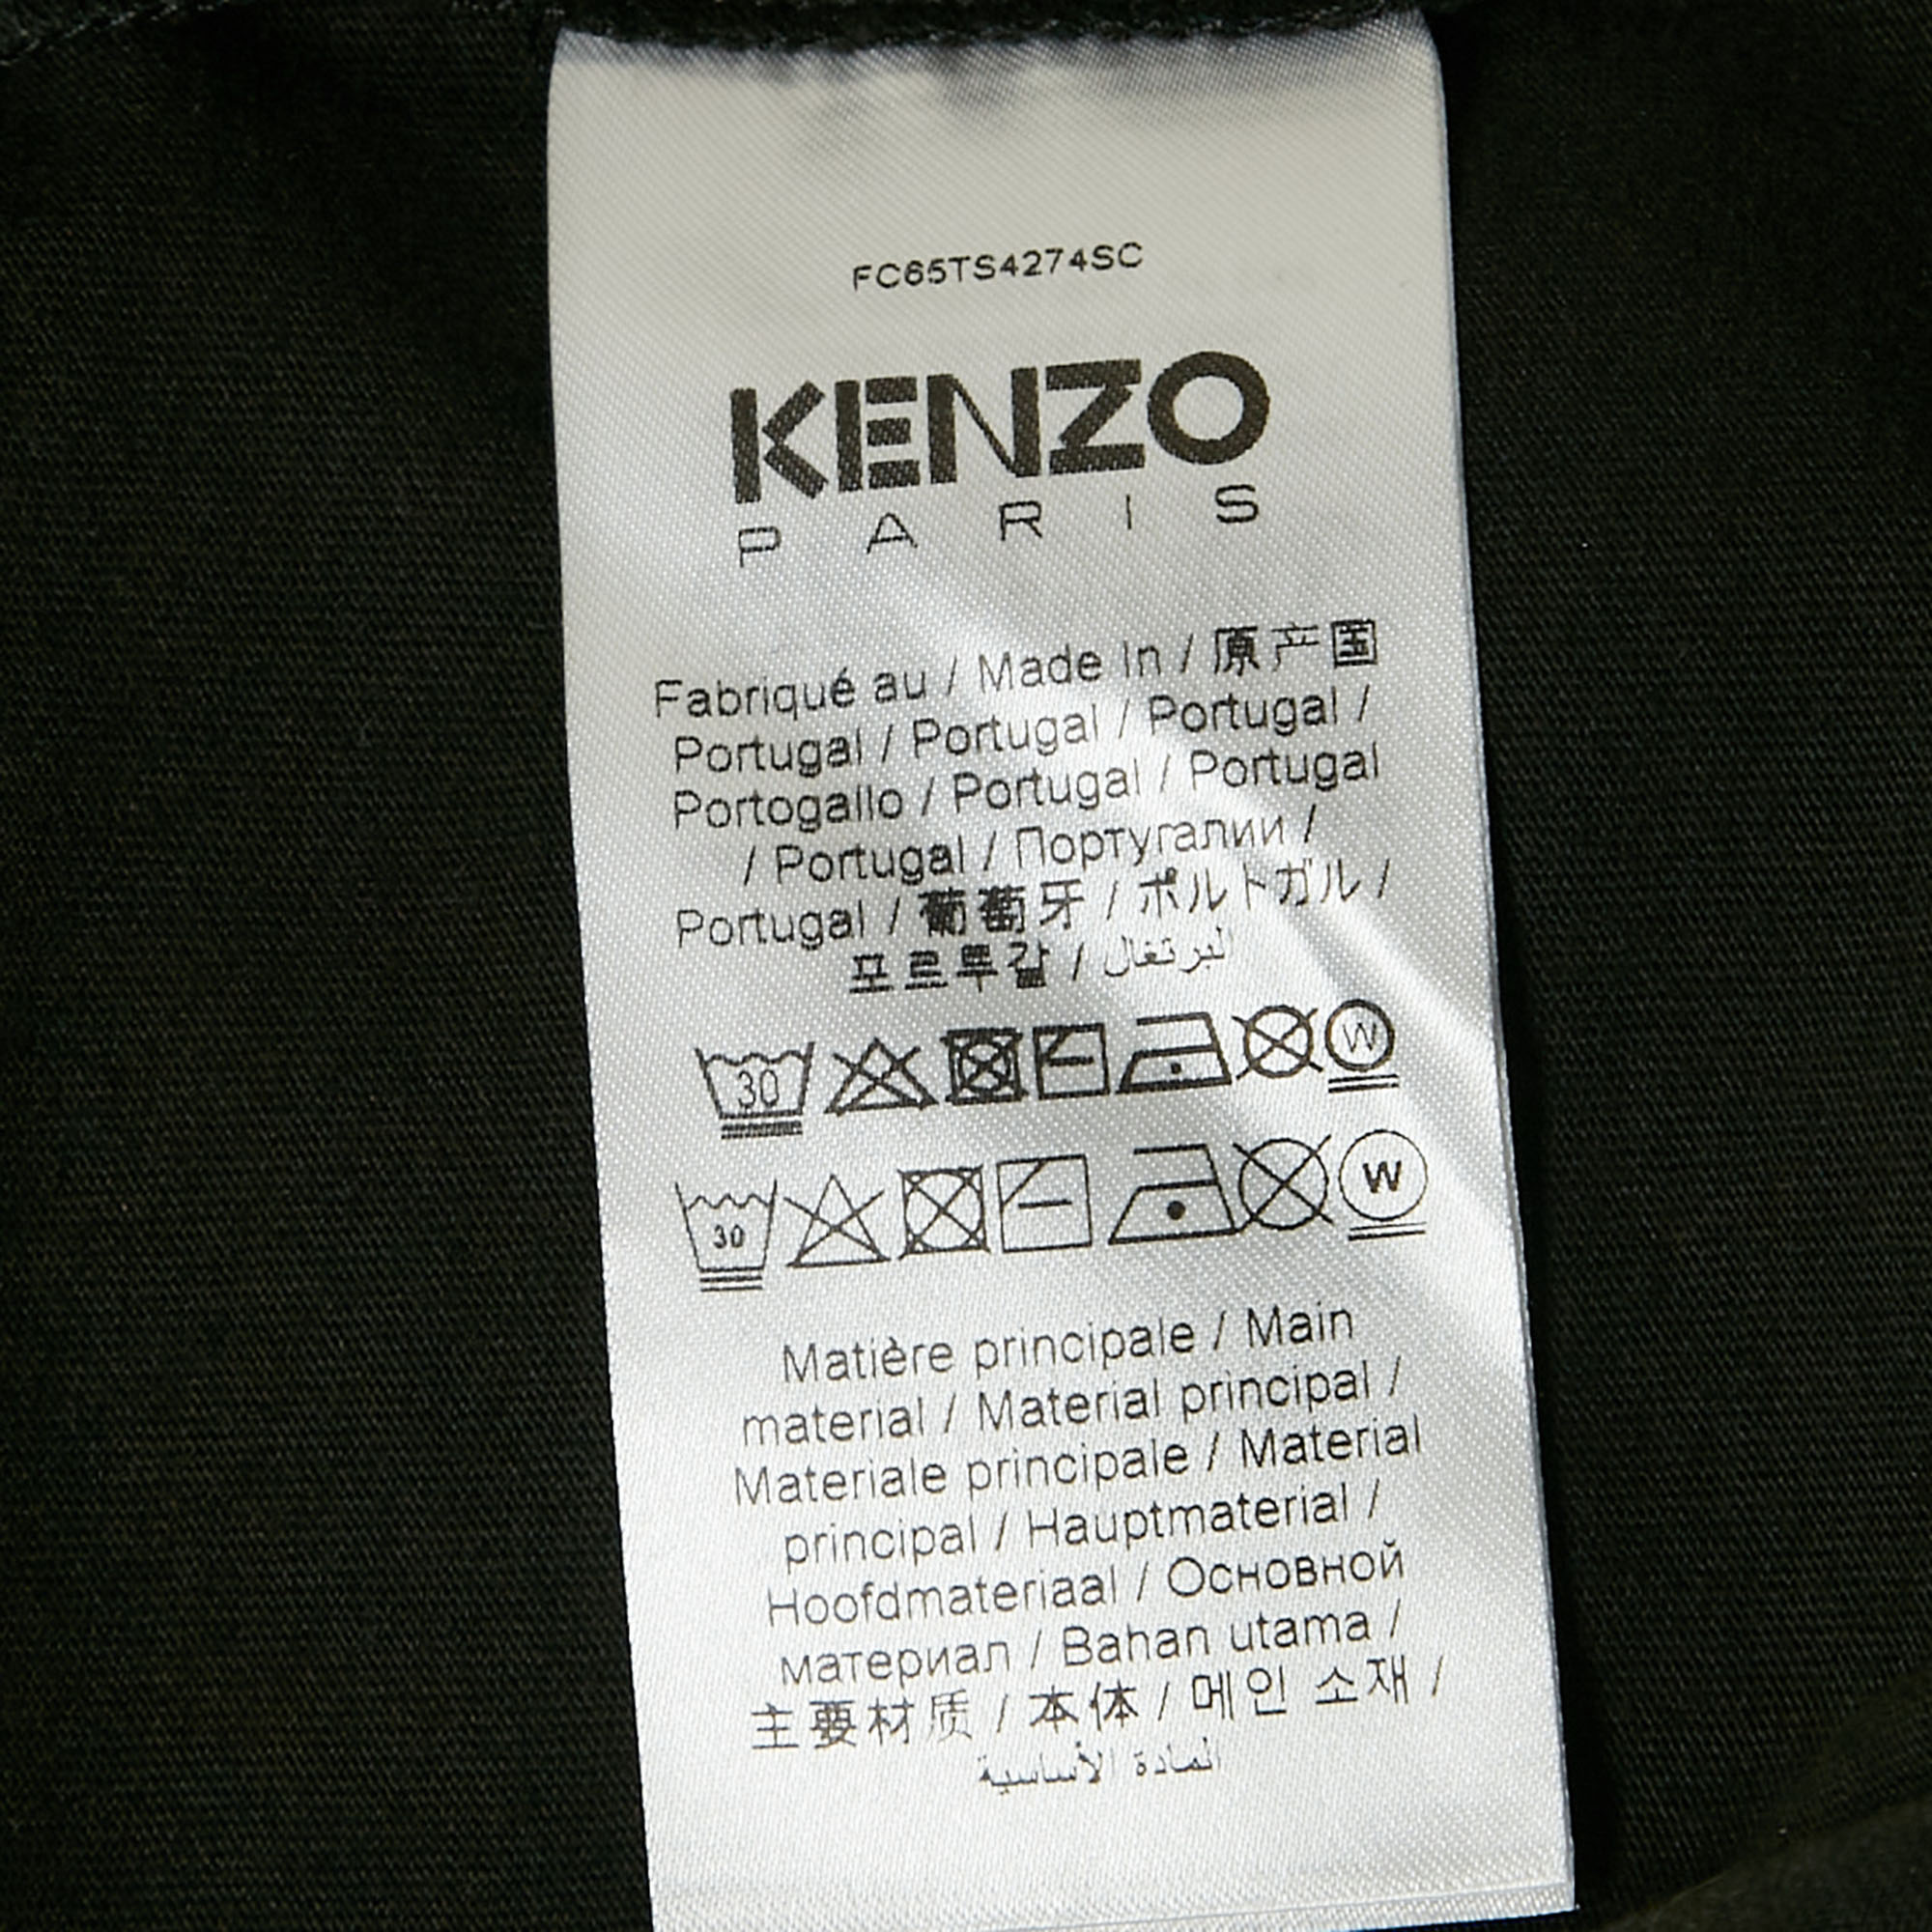 FC65TS4274SC
KENZO
PARIS
Fabriqué au / Made In / 原产国
Portugal / Portugal / Portugal /
Portogallo / Portugal / Portugal
/ Portugal / Португалии /
Portugal / 葡萄牙 / ポルトガル /
포르투갈 / البرتغال
30 W
30 W
Matière principale / Main
material / Material principal /
Materiale principale / Material
principal / Hauptmaterial /
Hoofdmateriaal / Основной
материал / Bahan utama /
主要材质 / 本体 / 메인 소재 /
المادة الأساسية